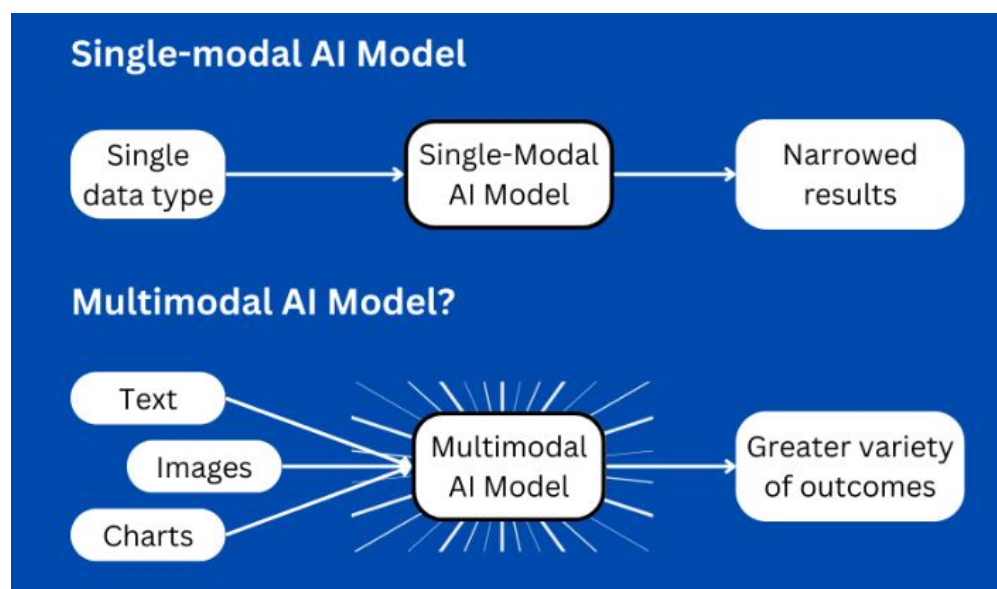 Single-modal AI Model
Single
data type
Single-Modal
AI Model
Narrowed
results
Multimodal AI Model?
Text
Images
Charts
Multimodal
AI Model
Greater variety
of outcomes